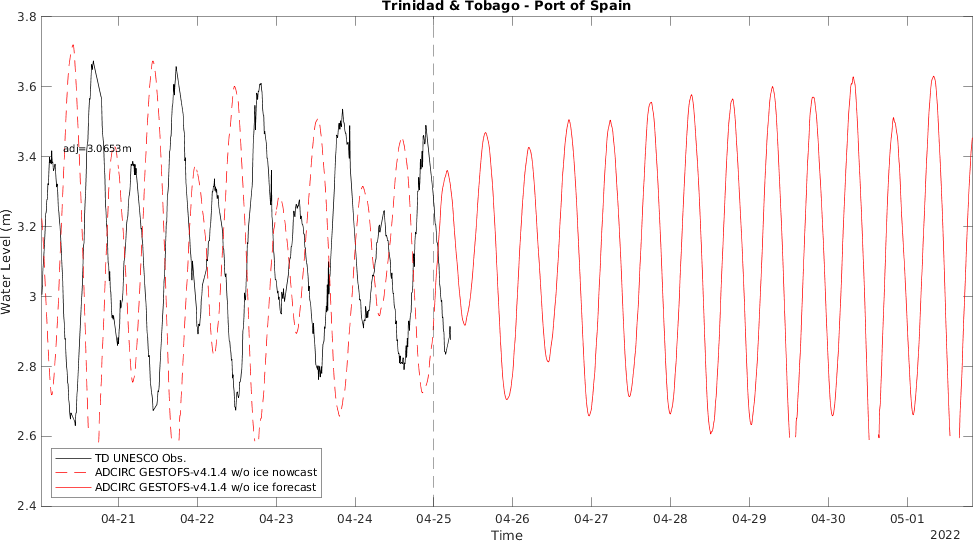 Trinidad & Tobago - Port of Spain
3.8
3.6
adj=3.0653m
3.4
3.2
Water Level (m)
3
2.8
2.6
2.4
TD UNESCO Obs.
ADCIRC GESTOFS-v4.1.4 w/o ice nowcast
ADCIRC GESTOFS-v4.1.4 w/o ice forecast
04-21 04-22 04-23 04-24 04-25 04-26 04-27 04-28 04-29 04-30 05-01
Time
2022